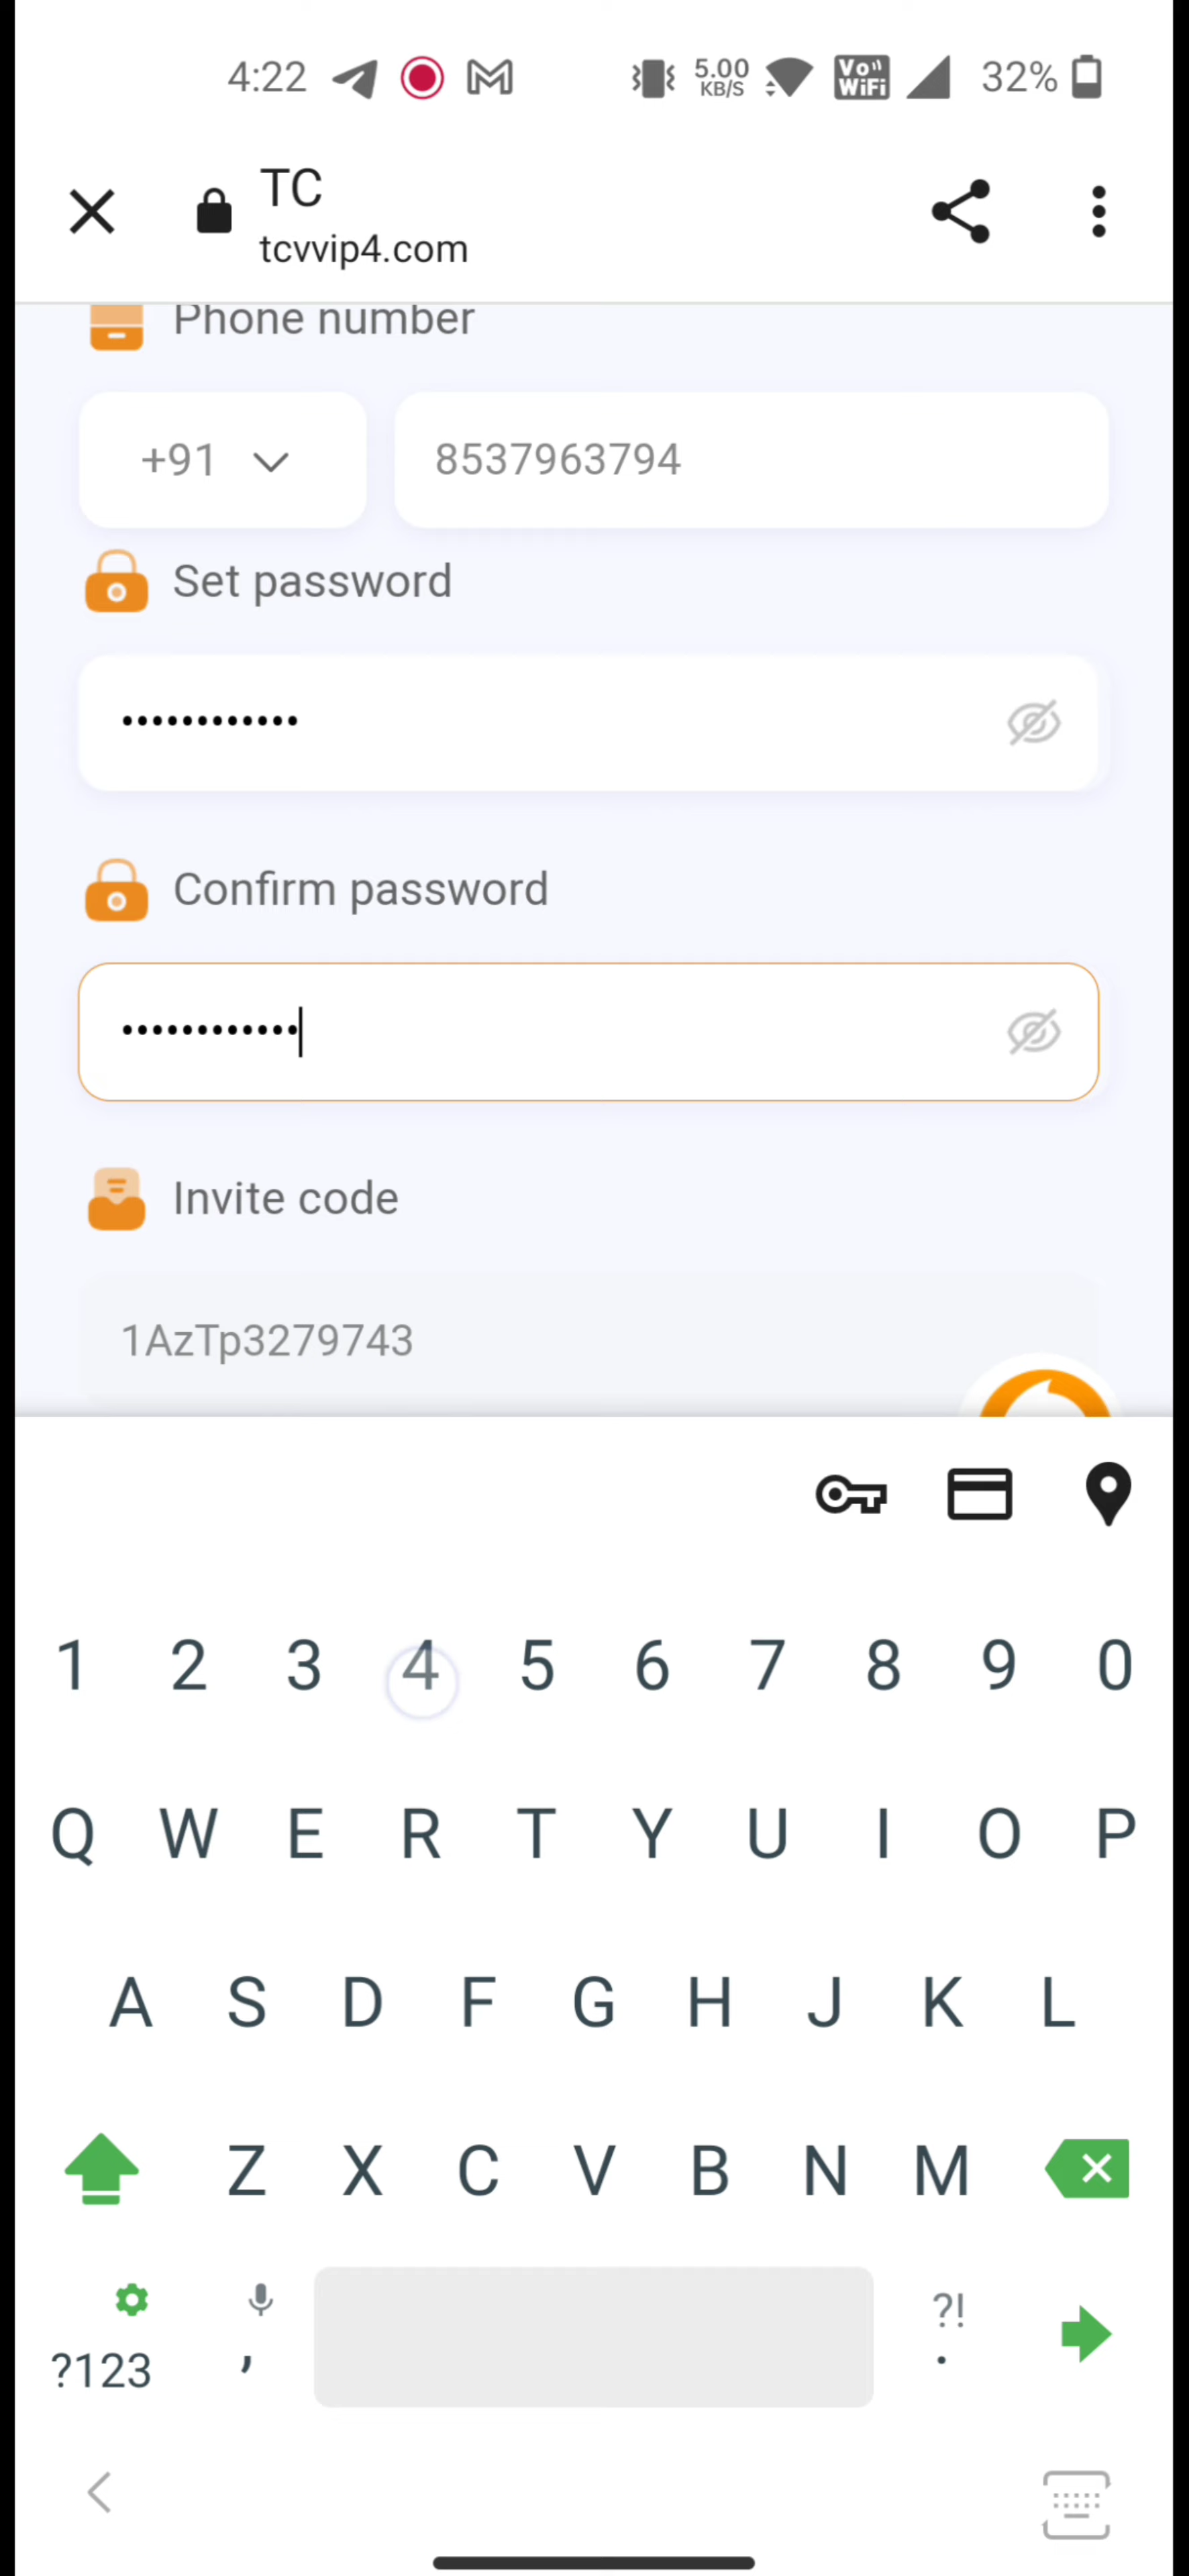 4:22 5.00 KB/S Vo WiFi 32%
TC
tcvvip4.com
Phone number
+91 8537963794
Set password
••••••••••••
Confirm password
••••••••••••
Invite code
1AzTp3279743
1 2 3 4 5 6 7 8 9 0
Q W E R T Y U I O P
A S D F G H J K L
Z X C V B N M
?123 , ?! .